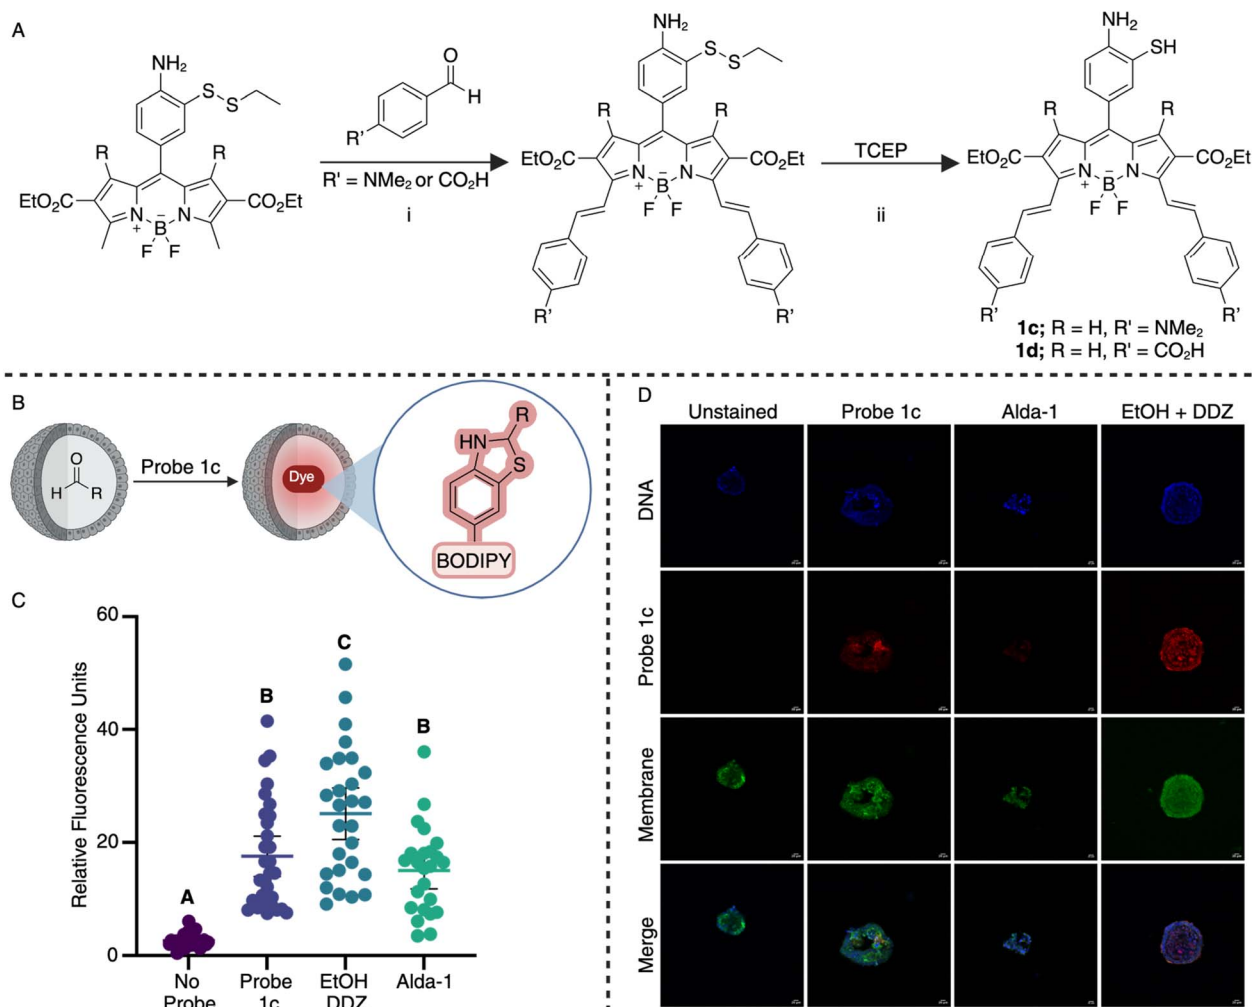 A
NH₂
S
S
R
R
EtO₂C
CO₂Et
N
N
+
B
−
F
F
O
H
R'
R' = NMe₂ or CO₂H
i
NH₂
S
S
R
R
EtO₂C
CO₂Et
N
N
+
B
−
F
F
R'
R'
TCEP
ii
NH₂
SH
R
R
EtO₂C
CO₂Et
N
N
+
B
−
F
F
R'
R'
1c; R = H, R' = NMe₂
1d; R = H, R' = CO₂H
B
O
H
R
Probe 1c
Dye
R
HN
S
BODIPY
C
Relative Fluorescence Units
60
40
20
0
A
B
C
B
No
Probe
Probe
1c
EtOH
DDZ
Alda-1
D
Unstained
Probe 1c
Alda-1
EtOH + DDZ
DNA
Probe 1c
Membrane
Merge